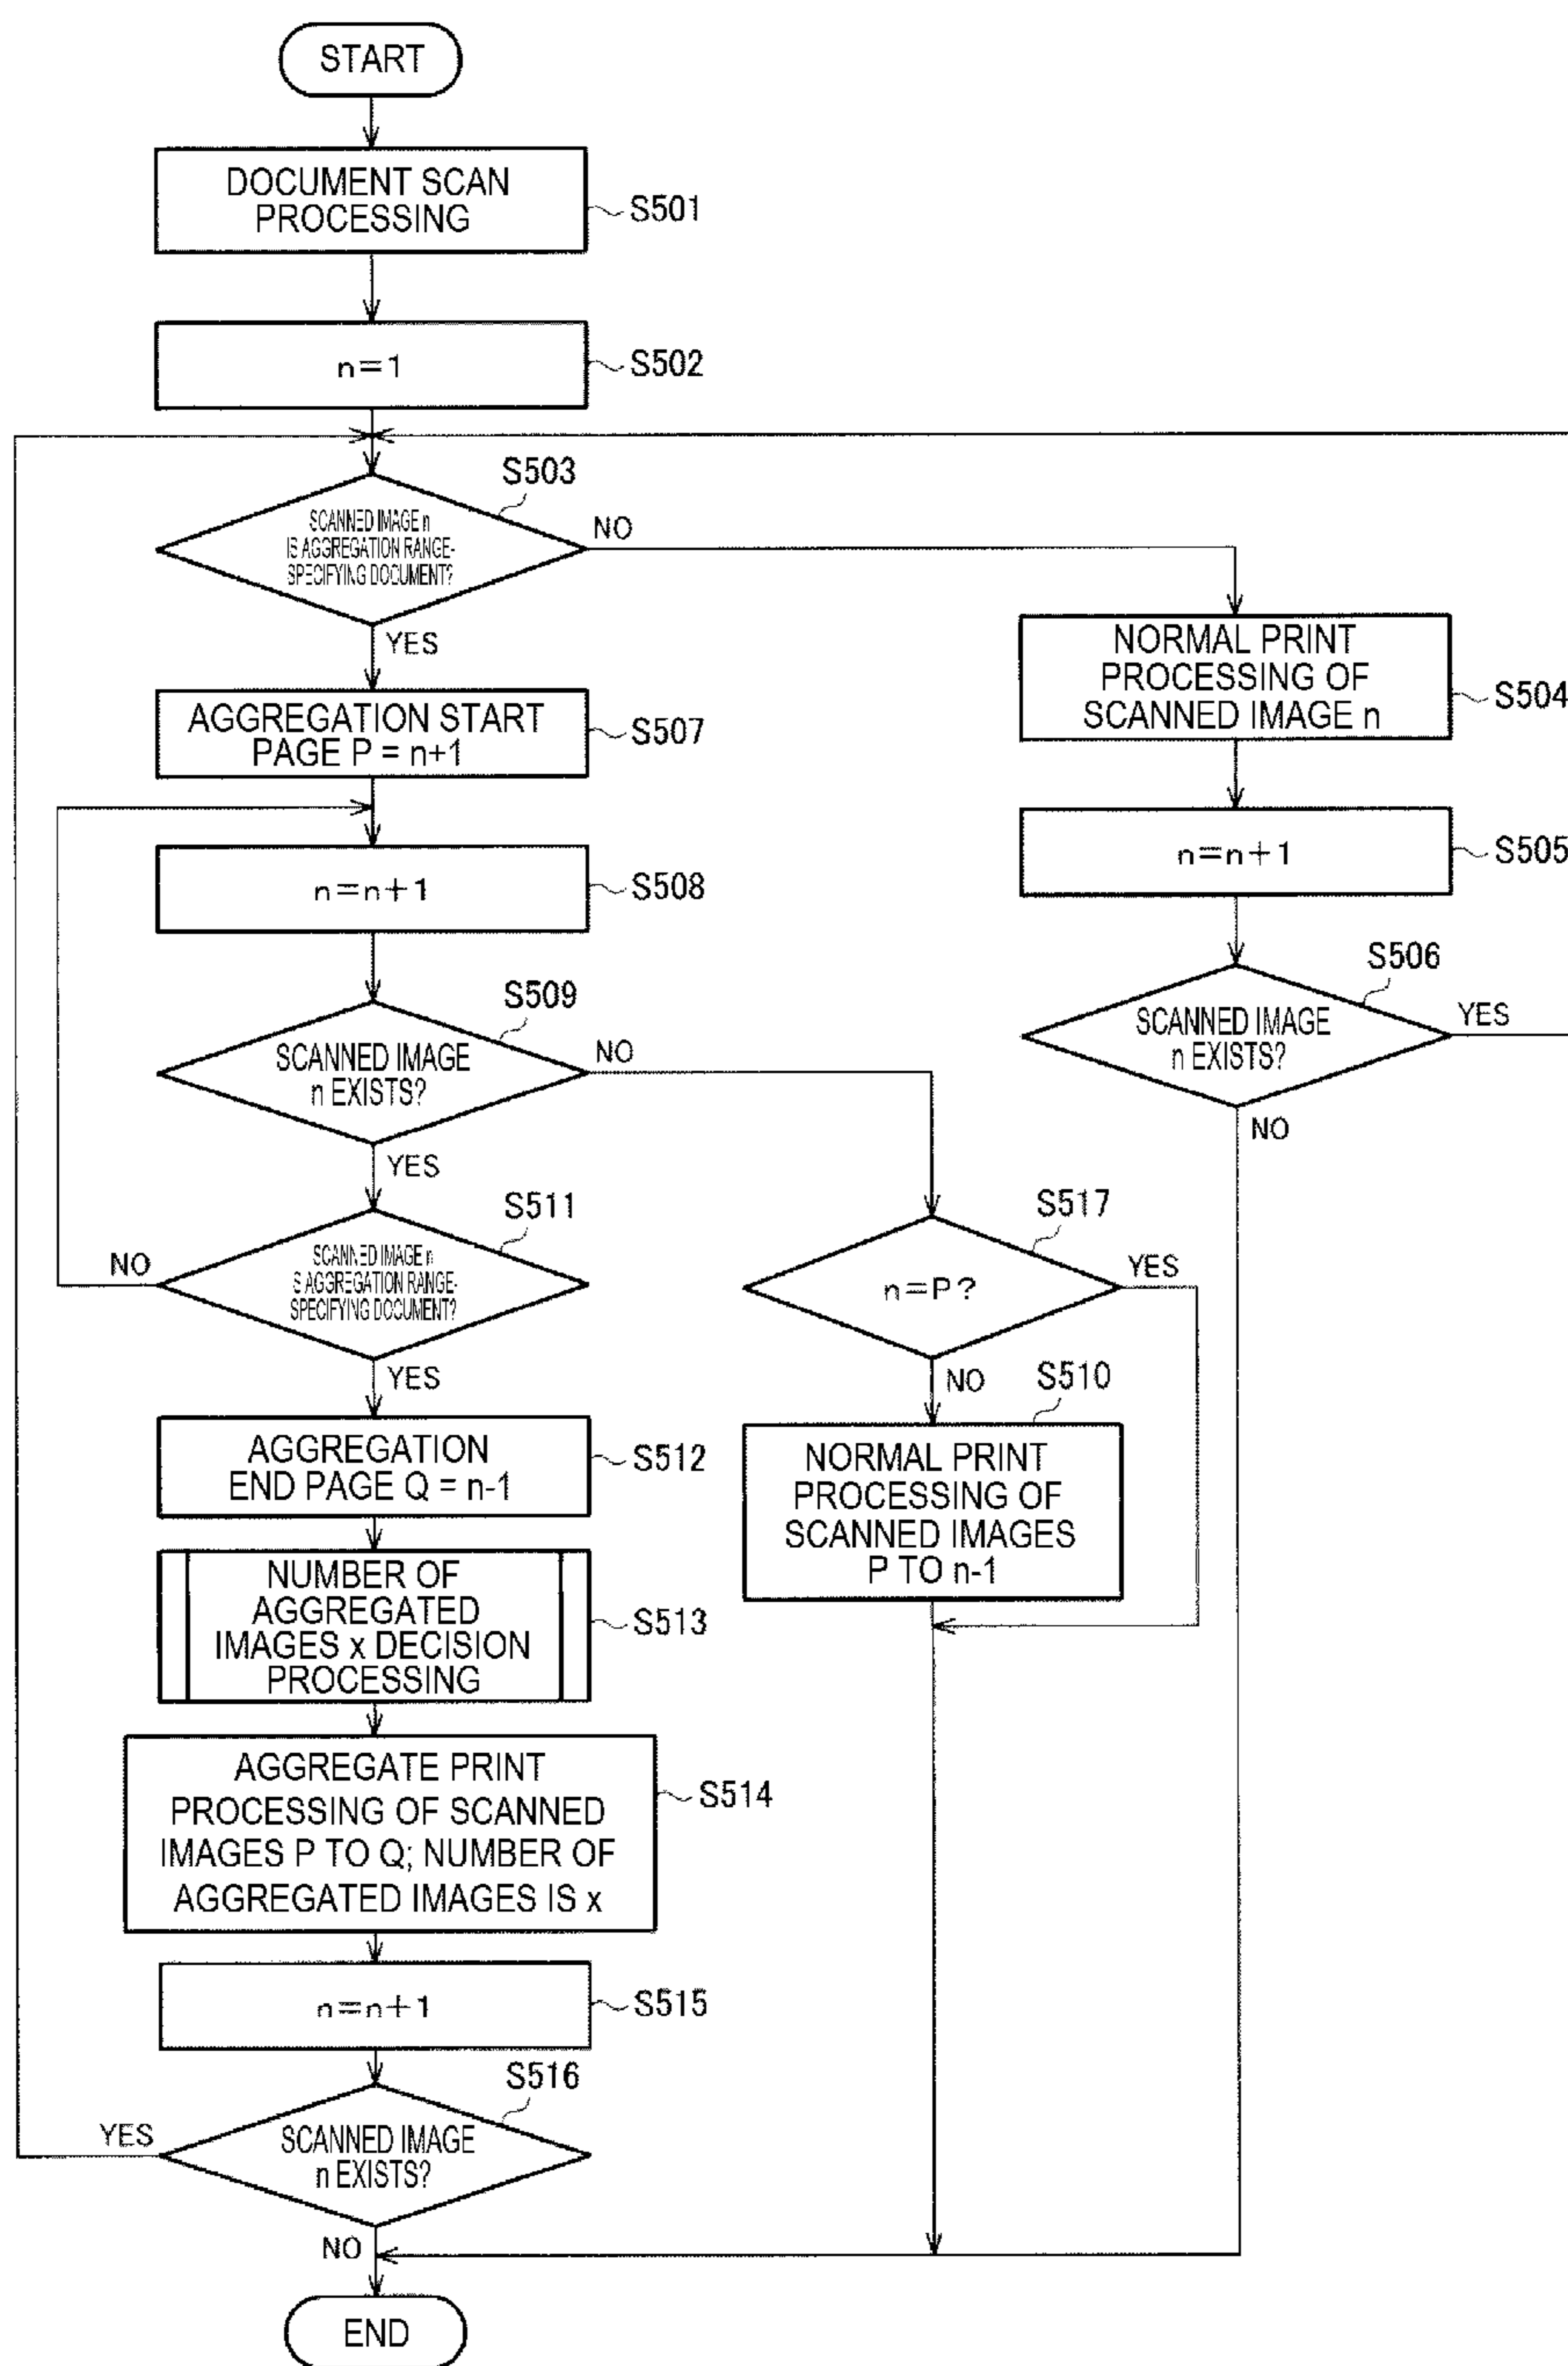 START
DOCUMENT SCAN
PROCESSING
S501
n=1
S502
S503
SCANNED IMAGE n
IS AGGREGATION RANGE-
SPECIFYING DOCUMENT?
NO
YES
NORMAL PRINT
PROCESSING OF
SCANNED IMAGE n
S504
AGGREGATION START
PAGE P = n+1
S507
n=n+1
S505
n=n+1
S508
S506
SCANNED IMAGE
n EXISTS?
YES
NO
S509
SCANNED IMAGE
n EXISTS?
NO
YES
S511
SCANNED IMAGE n
IS AGGREGATION RANGE-
SPECIFYING DOCUMENT?
NO
YES
S517
n=P?
YES
NO
S510
NORMAL PRINT
PROCESSING OF
SCANNED IMAGES
P TO n-1
AGGREGATION
END PAGE Q = n-1
S512
NUMBER OF
AGGREGATED
IMAGES x DECISION
PROCESSING
S513
AGGREGATE PRINT
PROCESSING OF SCANNED
IMAGES P TO Q; NUMBER OF
AGGREGATED IMAGES IS x
S514
n=n+1
S515
S516
SCANNED IMAGE
n EXISTS?
YES
NO
END